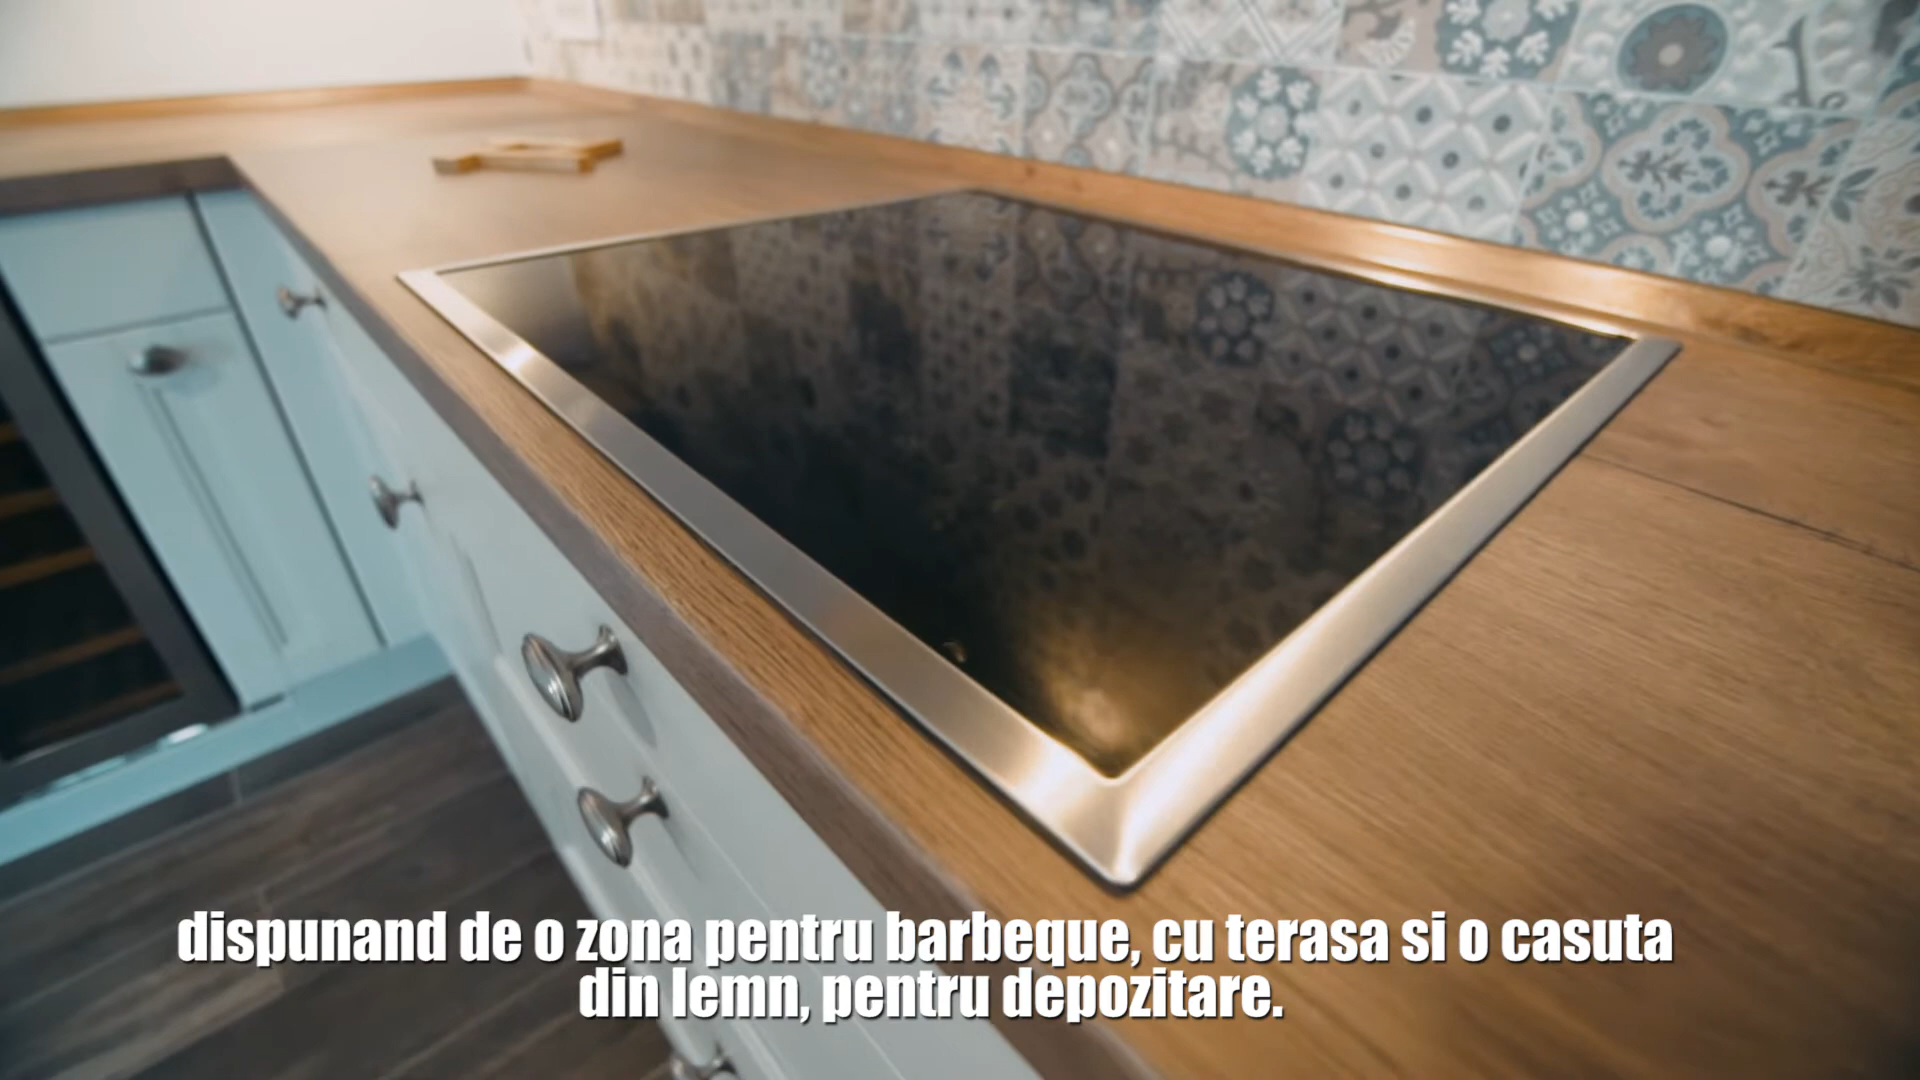 dispunand de o zona pentru barbeque, cu terasa si o casuta
din lemn, pentru depozitare.